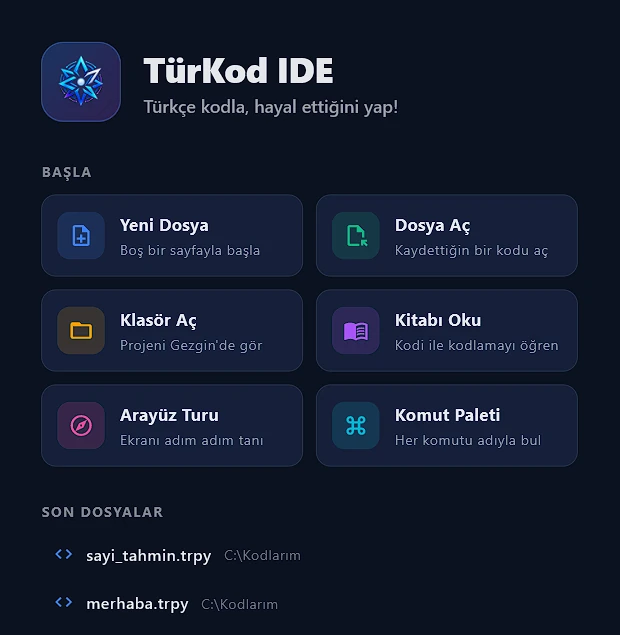 TürKod IDE
Türkçe kodla, hayal ettiğini yap!
BAŞLA
Yeni Dosya
Boş bir sayfayla başla
Dosya Aç
Kaydettiğin bir kodu aç
Klasör Aç
Projeni Gezgin'de gör
Kitabı Oku
Kodi ile kodlamayı öğren
Arayüz Turu
Ekranı adım adım tanı
Komut Paleti
Her komutu adıyla bul
SON DOSYALAR
sayi_tahmin.trpy C:\Kodlarım
merhaba.trpy C:\Kodlarım